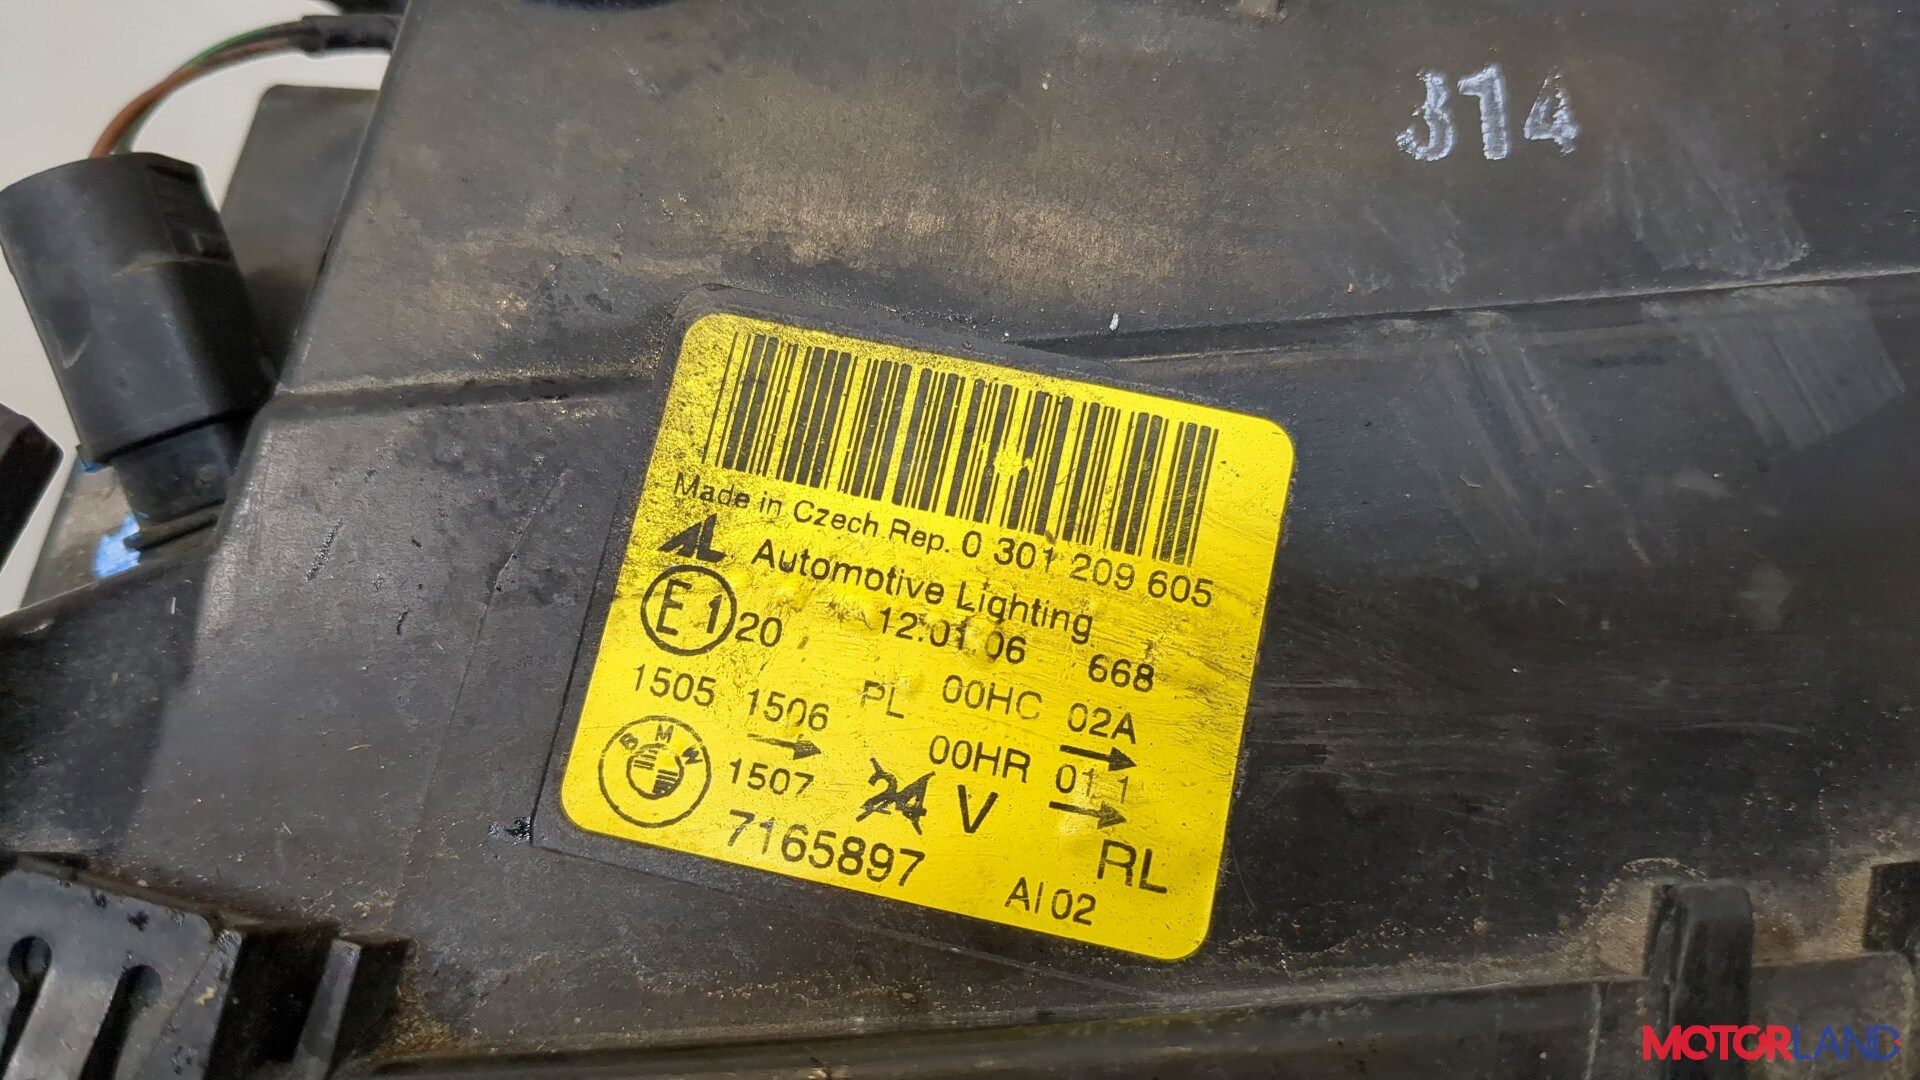 314
Made in Czech Rep. 0 301 209 605
AL Automotive Lighting
E1 20 12.01.06 668
1505 1506 PL 00HC 02A
1507 00HR 01 1
BMW 24 V
7165897 RL
AI 02
MOTORLAND